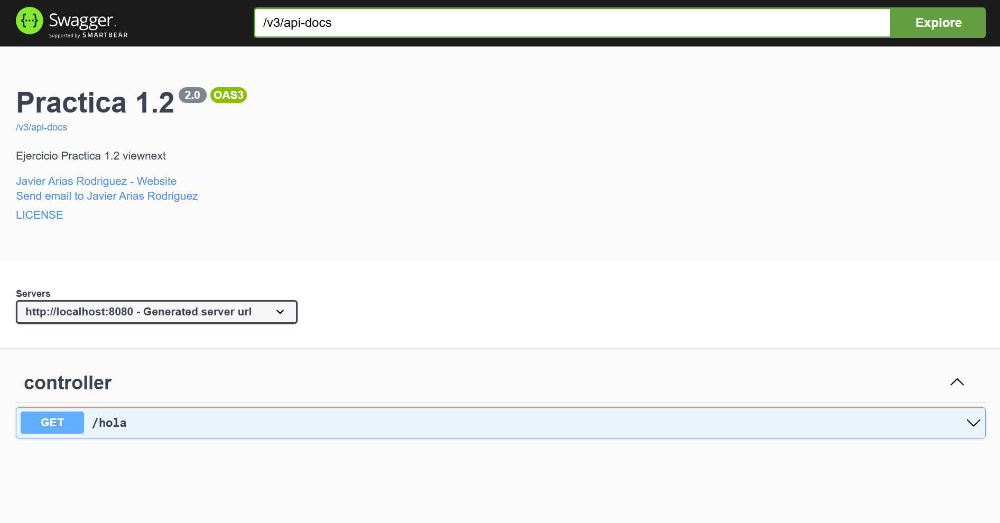 Swagger™
Supported by SMARTBEAR
/v3/api-docs
Explore
Practica 1.2 2.0 OAS3
/v3/api-docs
Ejercicio Practica 1.2 viewnext
Javier Arias Rodriguez - Website
Send email to Javier Arias Rodriguez
LICENSE
Servers
http://localhost:8080 - Generated server url
controller
GET /hola